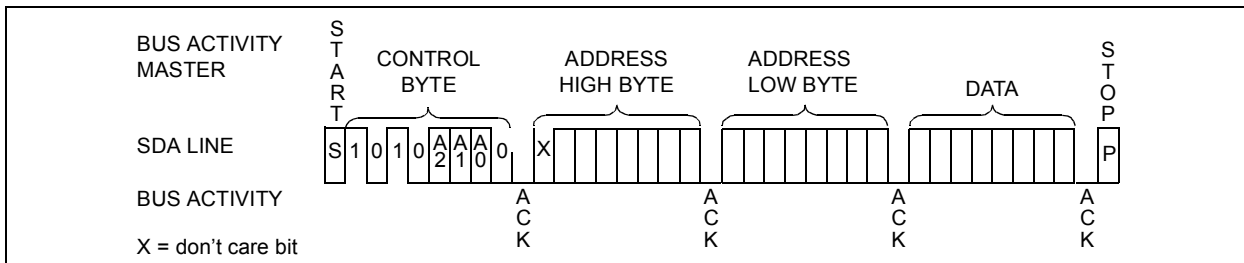 BUS ACTIVITY
MASTER
START
CONTROL
BYTE
ADDRESS
HIGH BYTE
ADDRESS
LOW BYTE
DATA
STOP
SDA LINE
S 1 0 1 0 A2 A1 A0 0 X P
BUS ACTIVITY
ACK ACK ACK ACK
X = don't care bit